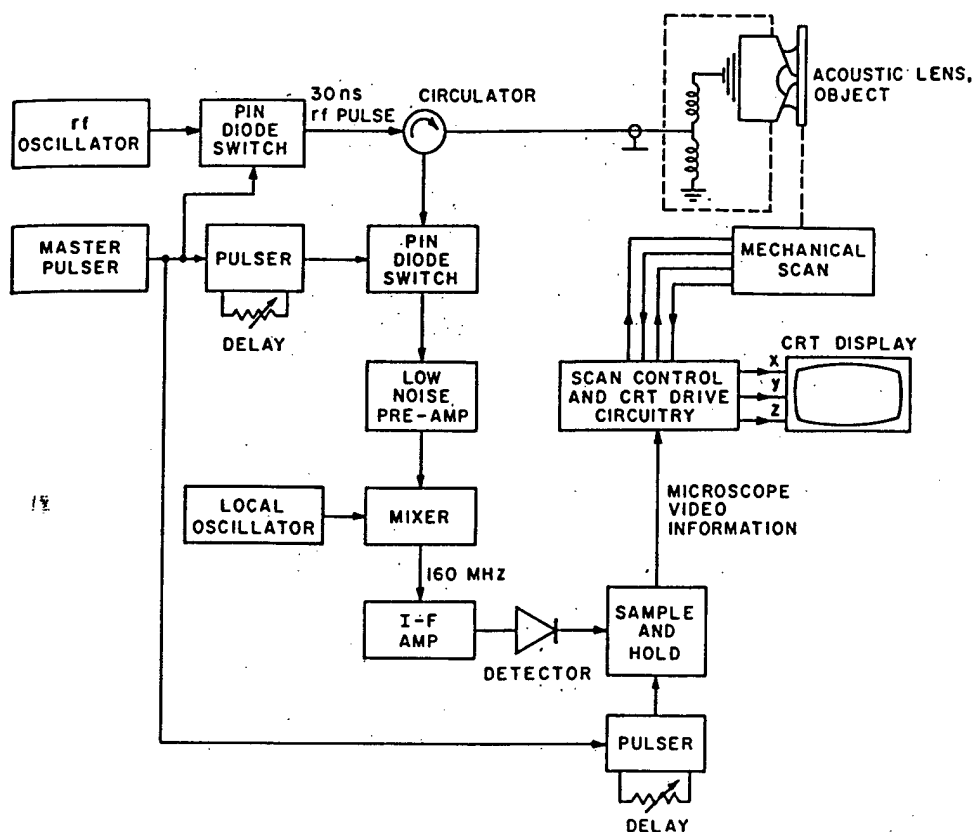 ACOUSTIC LENS,
OBJECT
rf
OSCILLATOR
PIN
DIODE
SWITCH
30 ns
rf PULSE
CIRCULATOR
MASTER
PULSER
PULSER
DELAY
PIN
DIODE
SWITCH
MECHANICAL
SCAN
CRT DISPLAY
LOW
NOISE
PRE-AMP
SCAN CONTROL
AND CRT DRIVE
CIRCUITRY
X
y
z
LOCAL
OSCILLATOR
MIXER
MICROSCOPE
VIDEO
INFORMATION
160 MHz
I-F
AMP
DETECTOR
SAMPLE
AND
HOLD
PULSER
DELAY